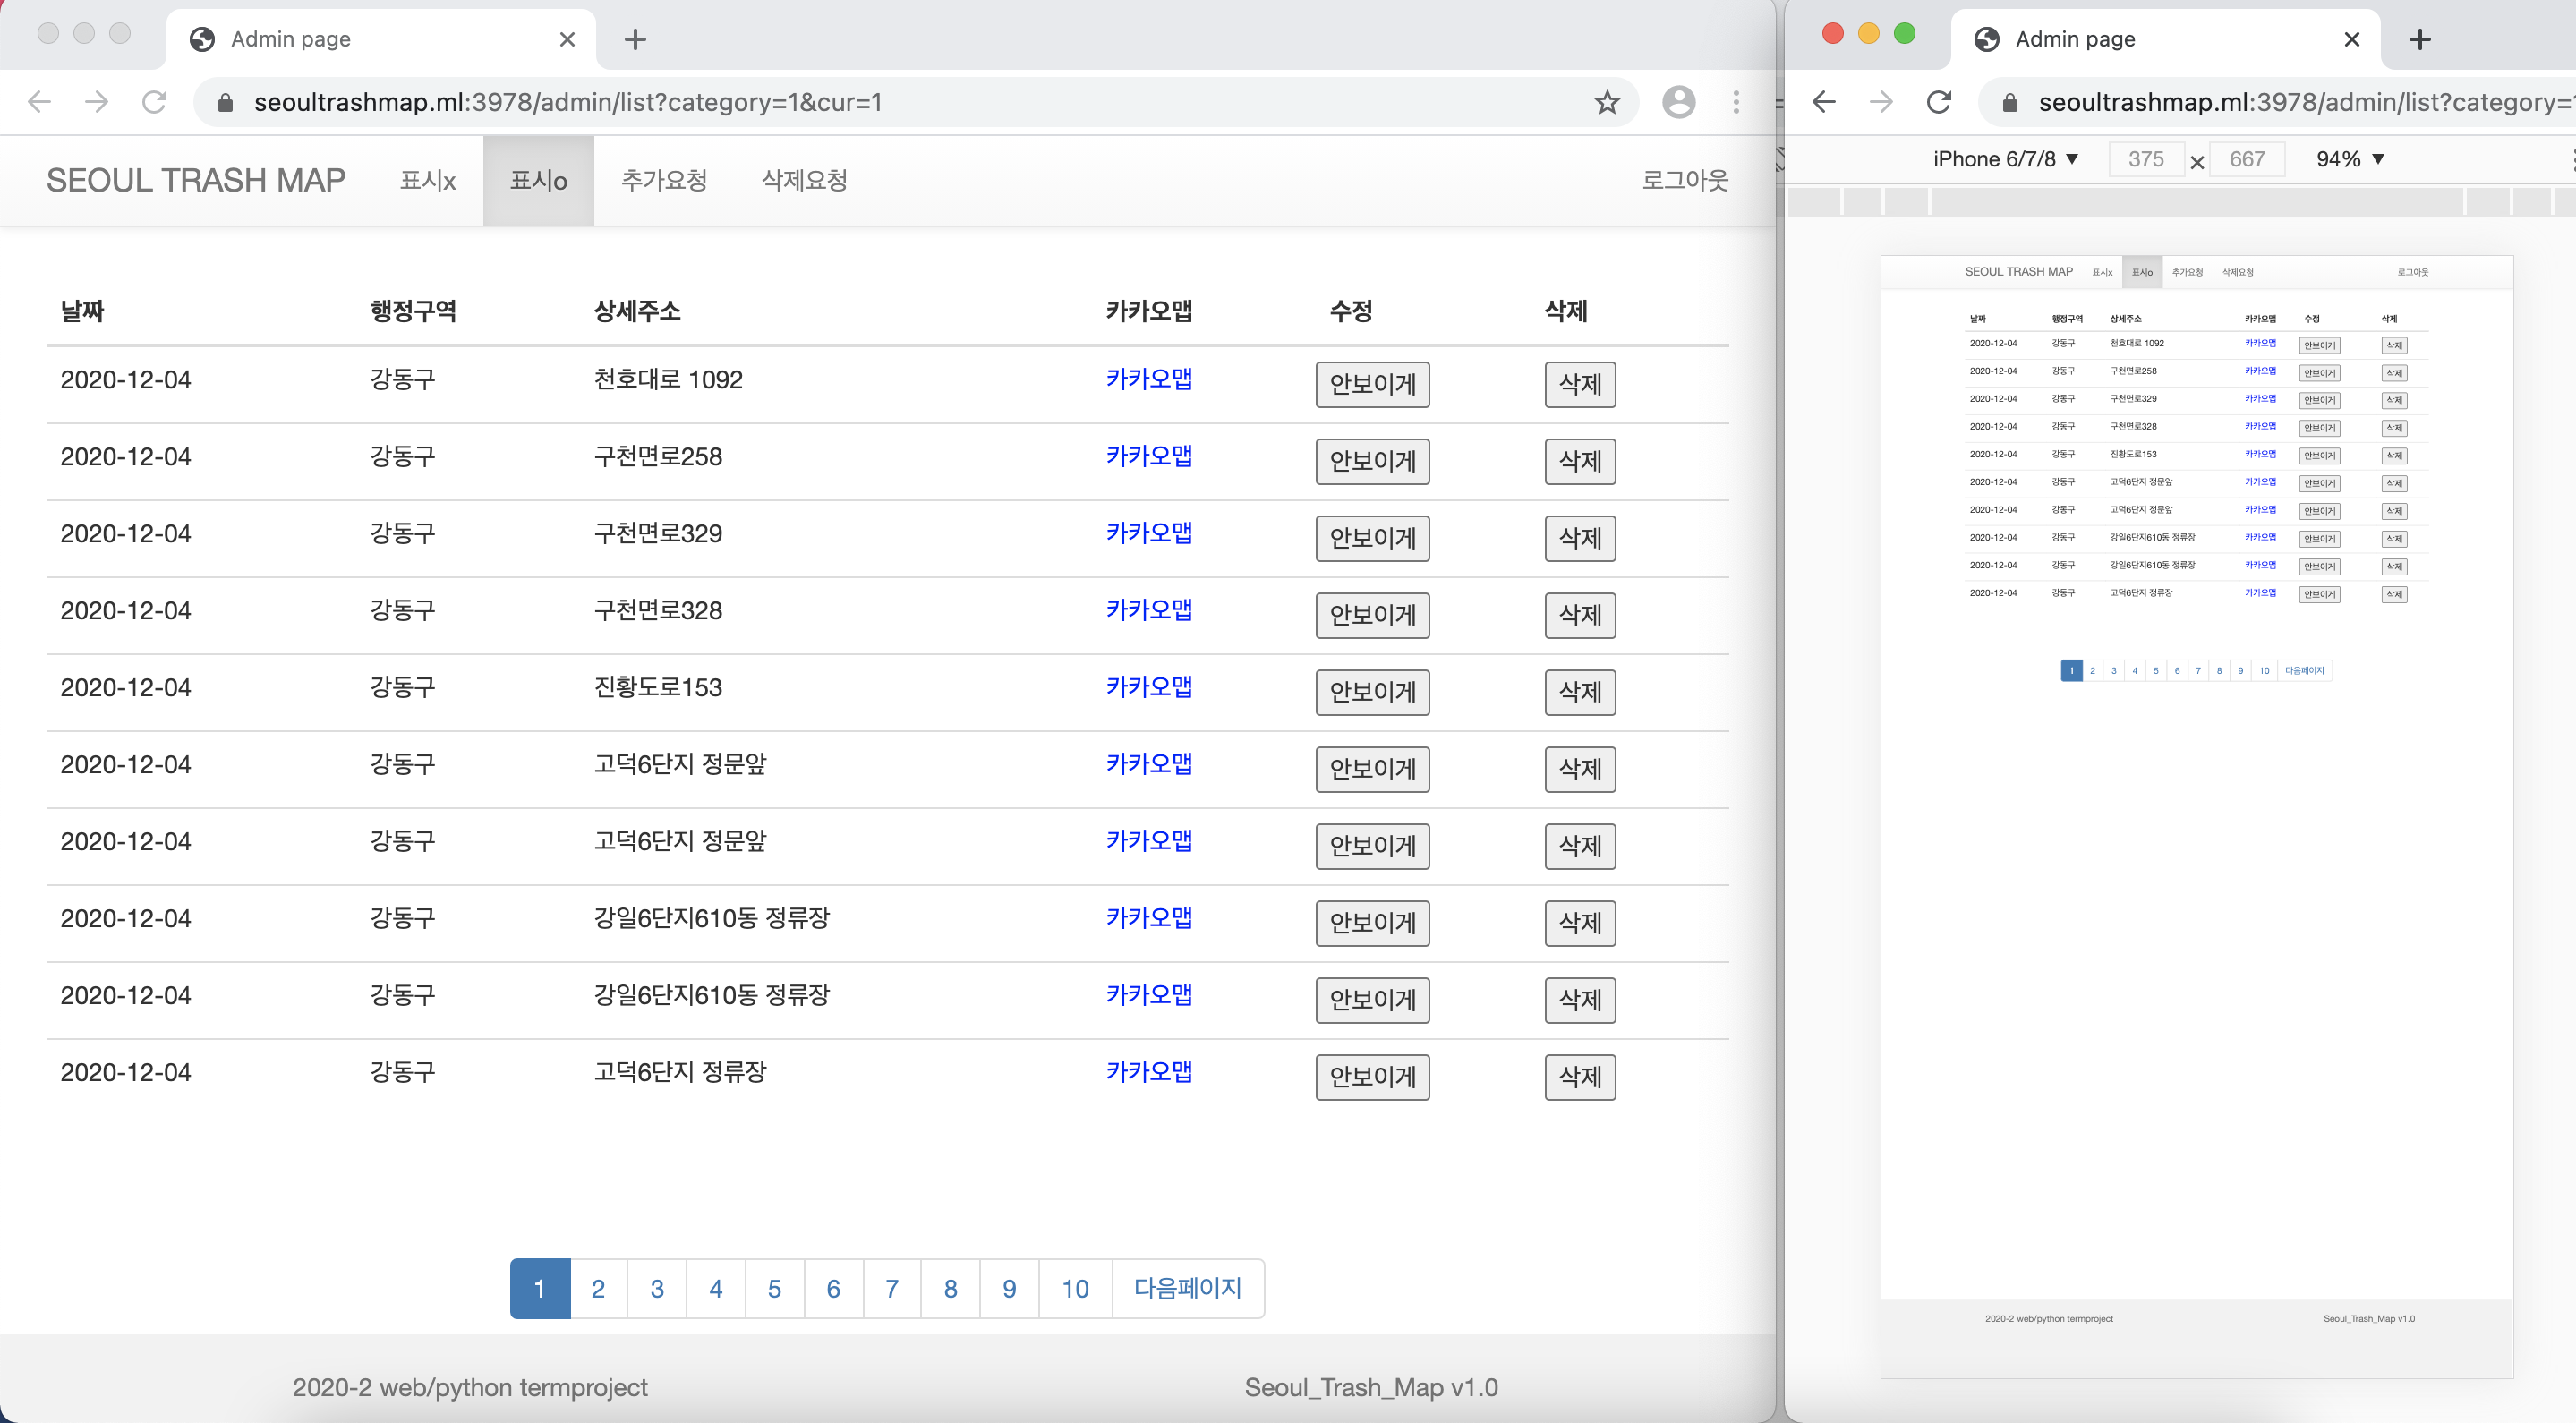 Admin page
seoultrashmap.ml:3978/admin/list?category=1&cur=1
SEOUL TRASH MAP 표시x 표시o 추가요청 삭제요청 로그아웃
날짜 행정구역 상세주소 카카오맵 수정 삭제
2020-12-04 강동구 천호대로 1092 카카오맵 안보이게 삭제
2020-12-04 강동구 구천면로258 카카오맵 안보이게 삭제
2020-12-04 강동구 구천면로329 카카오맵 안보이게 삭제
2020-12-04 강동구 구천면로328 카카오맵 안보이게 삭제
2020-12-04 강동구 진황도로153 카카오맵 안보이게 삭제
2020-12-04 강동구 고덕6단지 정문앞 카카오맵 안보이게 삭제
2020-12-04 강동구 고덕6단지 정문앞 카카오맵 안보이게 삭제
2020-12-04 강동구 강일6단지610동 정류장 카카오맵 안보이게 삭제
2020-12-04 강동구 강일6단지610동 정류장 카카오맵 안보이게 삭제
2020-12-04 강동구 고덕6단지 정류장 카카오맵 안보이게 삭제
1 2 3 4 5 6 7 8 9 10 다음페이지
2020-2 web/python termproject Seoul_Trash_Map v1.0
Admin page
seoultrashmap.ml:3978/admin/list?category=
iPhone 6/7/8 375 x 667 94%
SEOUL TRASH MAP 표시x 표시o 추가요청 삭제요청 로그아웃
날짜 행정구역 상세주소 카카오맵 수정 삭제
2020-12-04 강동구 천호대로 1092 카카오맵 안보이게 삭제
2020-12-04 강동구 구천면로258 카카오맵 안보이게 삭제
2020-12-04 강동구 구천면로329 카카오맵 안보이게 삭제
2020-12-04 강동구 구천면로328 카카오맵 안보이게 삭제
2020-12-04 강동구 진황도로153 카카오맵 안보이게 삭제
2020-12-04 강동구 고덕6단지 정문앞 카카오맵 안보이게 삭제
2020-12-04 강동구 고덕6단지 정문앞 카카오맵 안보이게 삭제
2020-12-04 강동구 강일6단지610동 정류장 카카오맵 안보이게 삭제
2020-12-04 강동구 강일6단지610동 정류장 카카오맵 안보이게 삭제
2020-12-04 강동구 고덕6단지 정류장 카카오맵 안보이게 삭제
1 2 3 4 5 6 7 8 9 10 다음페이지
2020-2 web/python termproject Seoul_Trash_Map v1.0